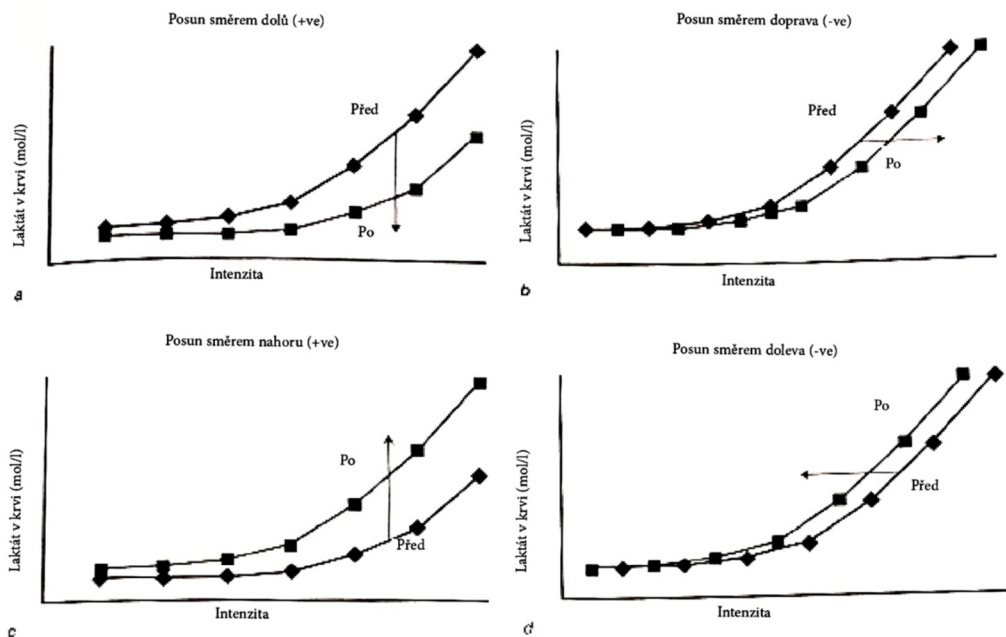 Posun směrem dolů (+ve)
Laktát v krvi (mol/l)
Před
Po
Intenzita
a
Posun směrem doprava (-ve)
Laktát v krvi (mol/l)
Před
Po
Intenzita
b
Posun směrem nahoru (+ve)
Laktát v krvi (mol/l)
Po
Před
Intenzita
c
Posun směrem doleva (-ve)
Laktát v krvi (mol/l)
Po
Před
Intenzita
d